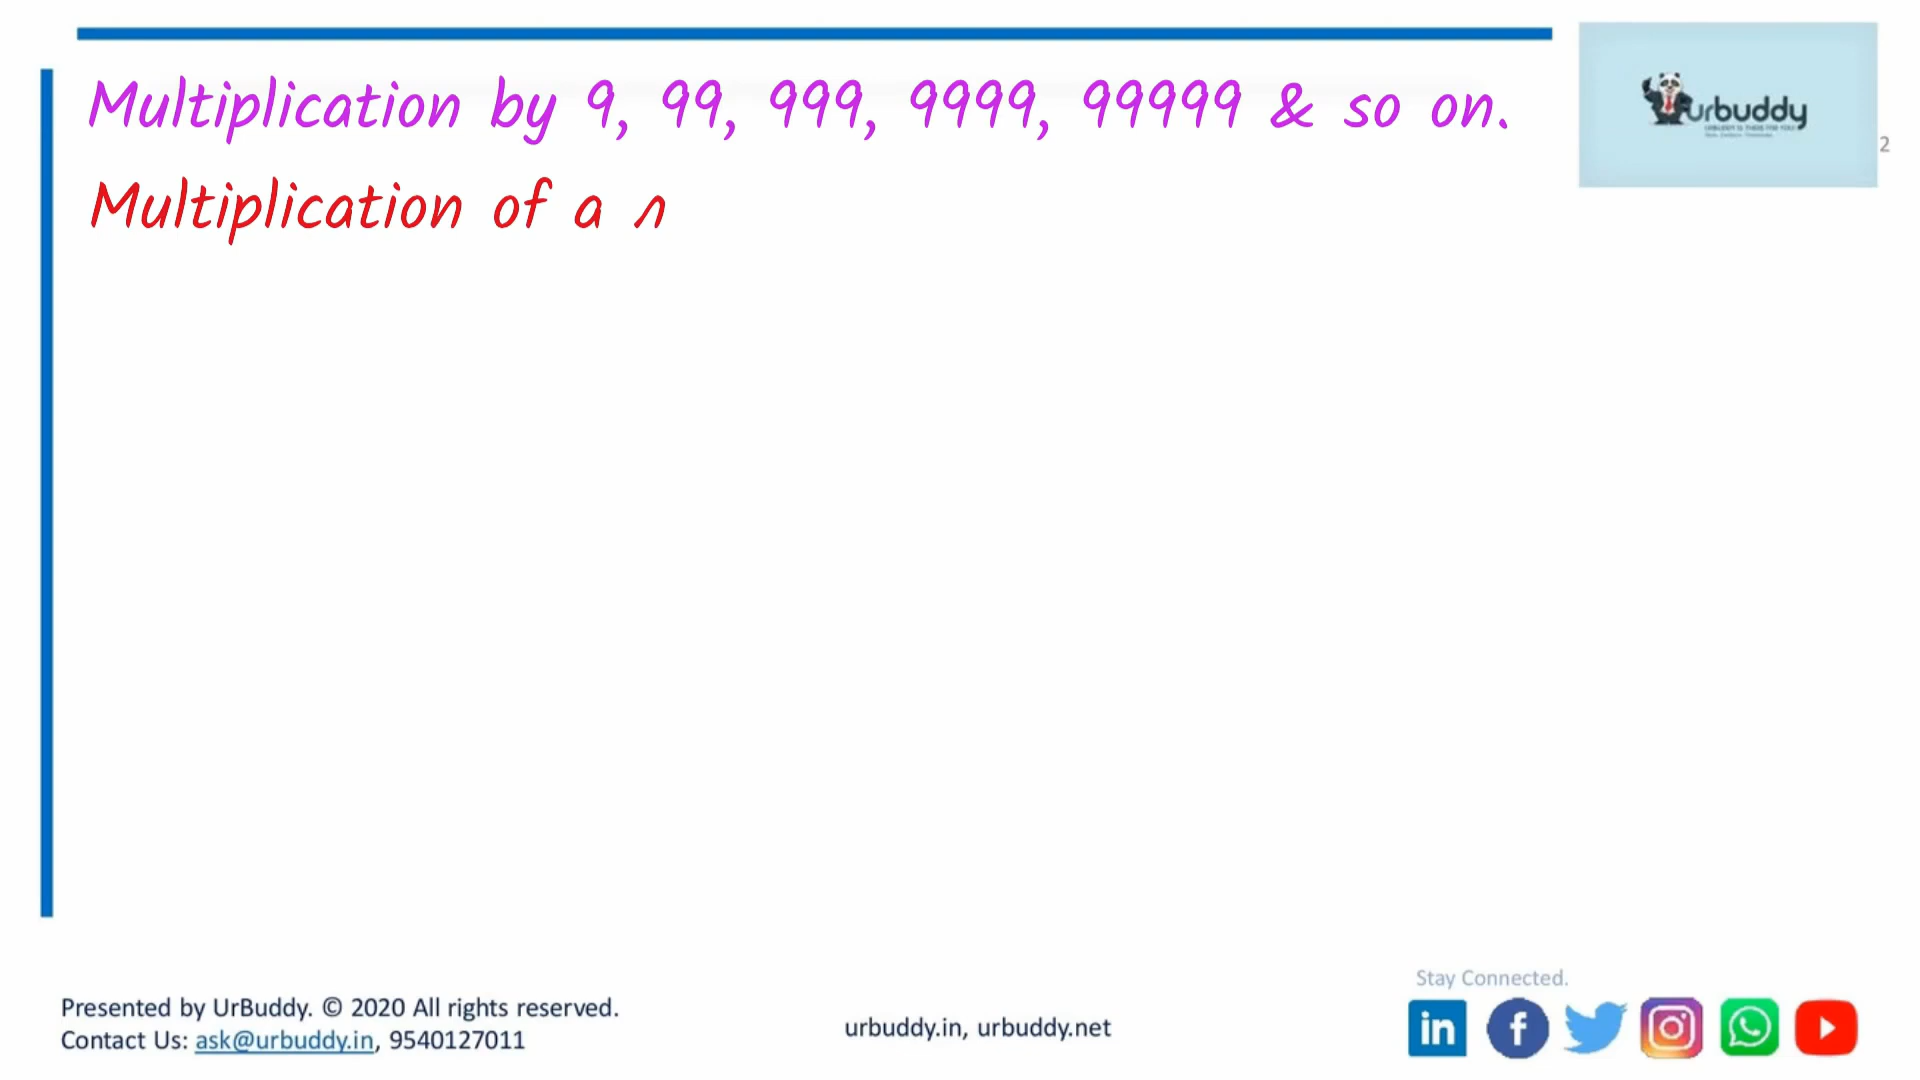 Multiplication by 9, 99, 999, 9999, 99999 & so on.
urbuddy
2
Multiplication of a n
Stay Connected.
Presented by UrBuddy. © 2020 All rights reserved.
Contact Us: ask@urbuddy.in, 9540127011
urbuddy.in, urbuddy.net